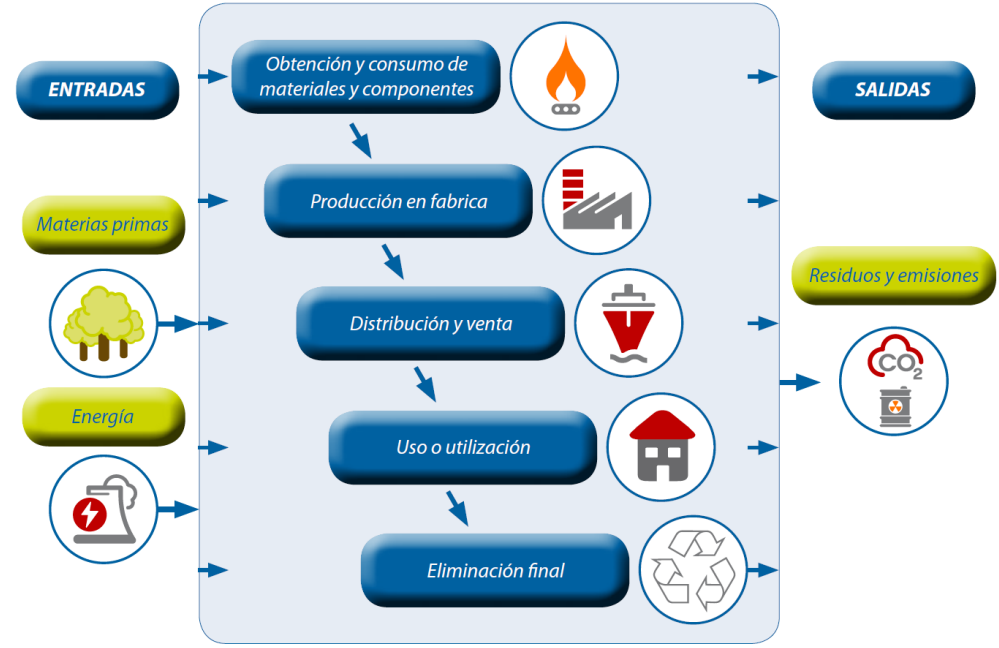 ENTRADAS
Obtención y consumo de
materiales y componentes
SALIDAS
Materias primas
Producción en fabrica
Residuos y emisiones
Distribución y venta
CO2
Energía
Uso o utilización
Eliminación final